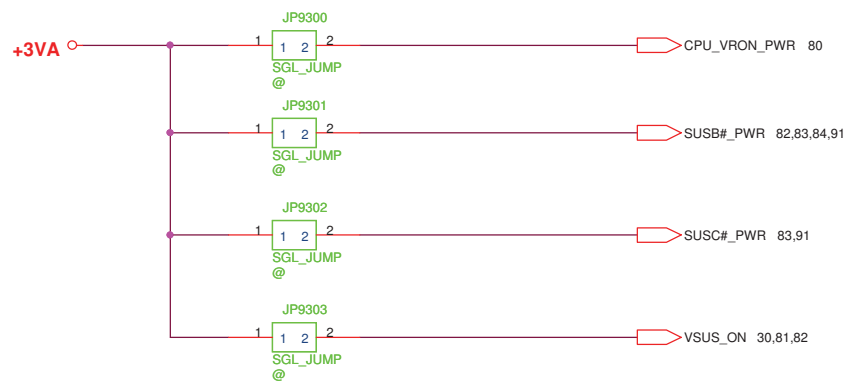 JP9300
+3VA 1 1 2 2 CPU_VRON_PWR 80
SGL_JUMP
@
JP9301
1 1 2 2 SUSB#_PWR 82,83,84,91
SGL_JUMP
@
JP9302
1 1 2 2 SUSC#_PWR 83,91
SGL_JUMP
@
JP9303
1 1 2 2 VSUS_ON 30,81,82
SGL_JUMP
@